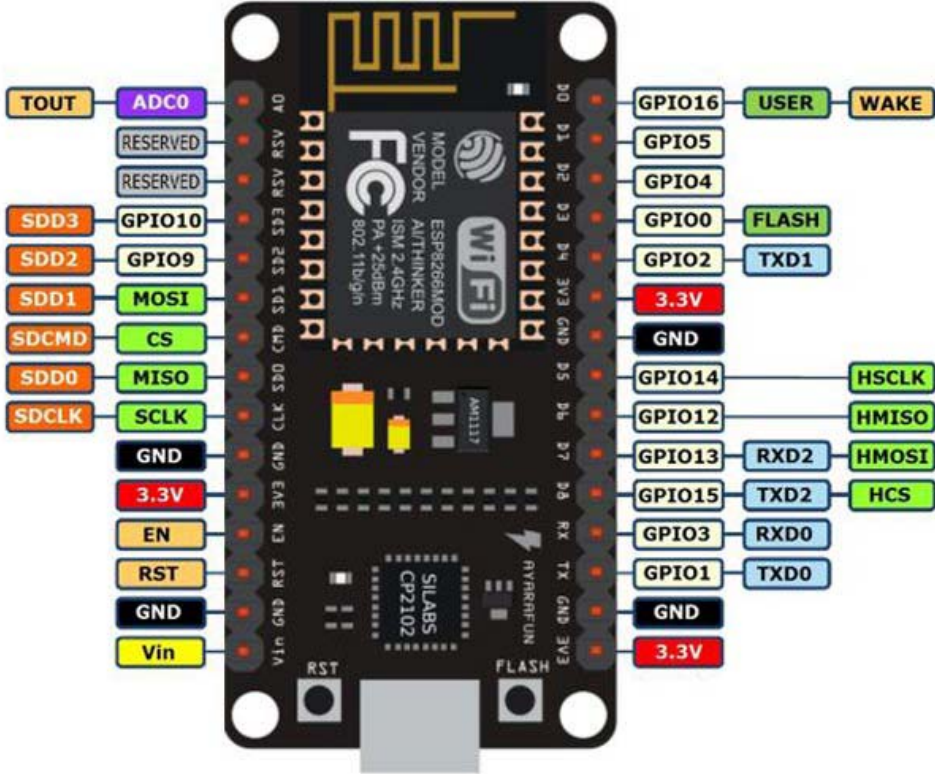 TOUT ADC0 A0 D0 GPIO16 USER WAKE
RESERVED RSV D1 GPIO5
RESERVED RSV D2 GPIO4
SDD3 GPIO10 SD3 D3 GPIO0 FLASH
SDD2 GPIO9 SD2 D4 GPIO2 TXD1
SDD1 MOSI SD1 3V3 3.3V
SDCMD CS CMD GND GND
SDD0 MISO SD0 D5 GPIO14 HSCLK
SDCLK SCLK CLK D6 GPIO12 HMISO
GND GND D7 GPIO13 RXD2 HMOSI
3.3V 3V3 D8 GPIO15 TXD2 HCS
EN EN RX GPIO3 RXD0
RST RST TX GPIO1 TXD0
GND GND GND GND
Vin Vin 3V3 3.3V
MODEL ESP8266MOD
VENDOR AI/THINKER
ISM 2.4GHz
PA +25dBm
802.11b/g/n
FC
WiFi
AM1117
SILABS
CP2102
AYARAFUN
RST FLASH